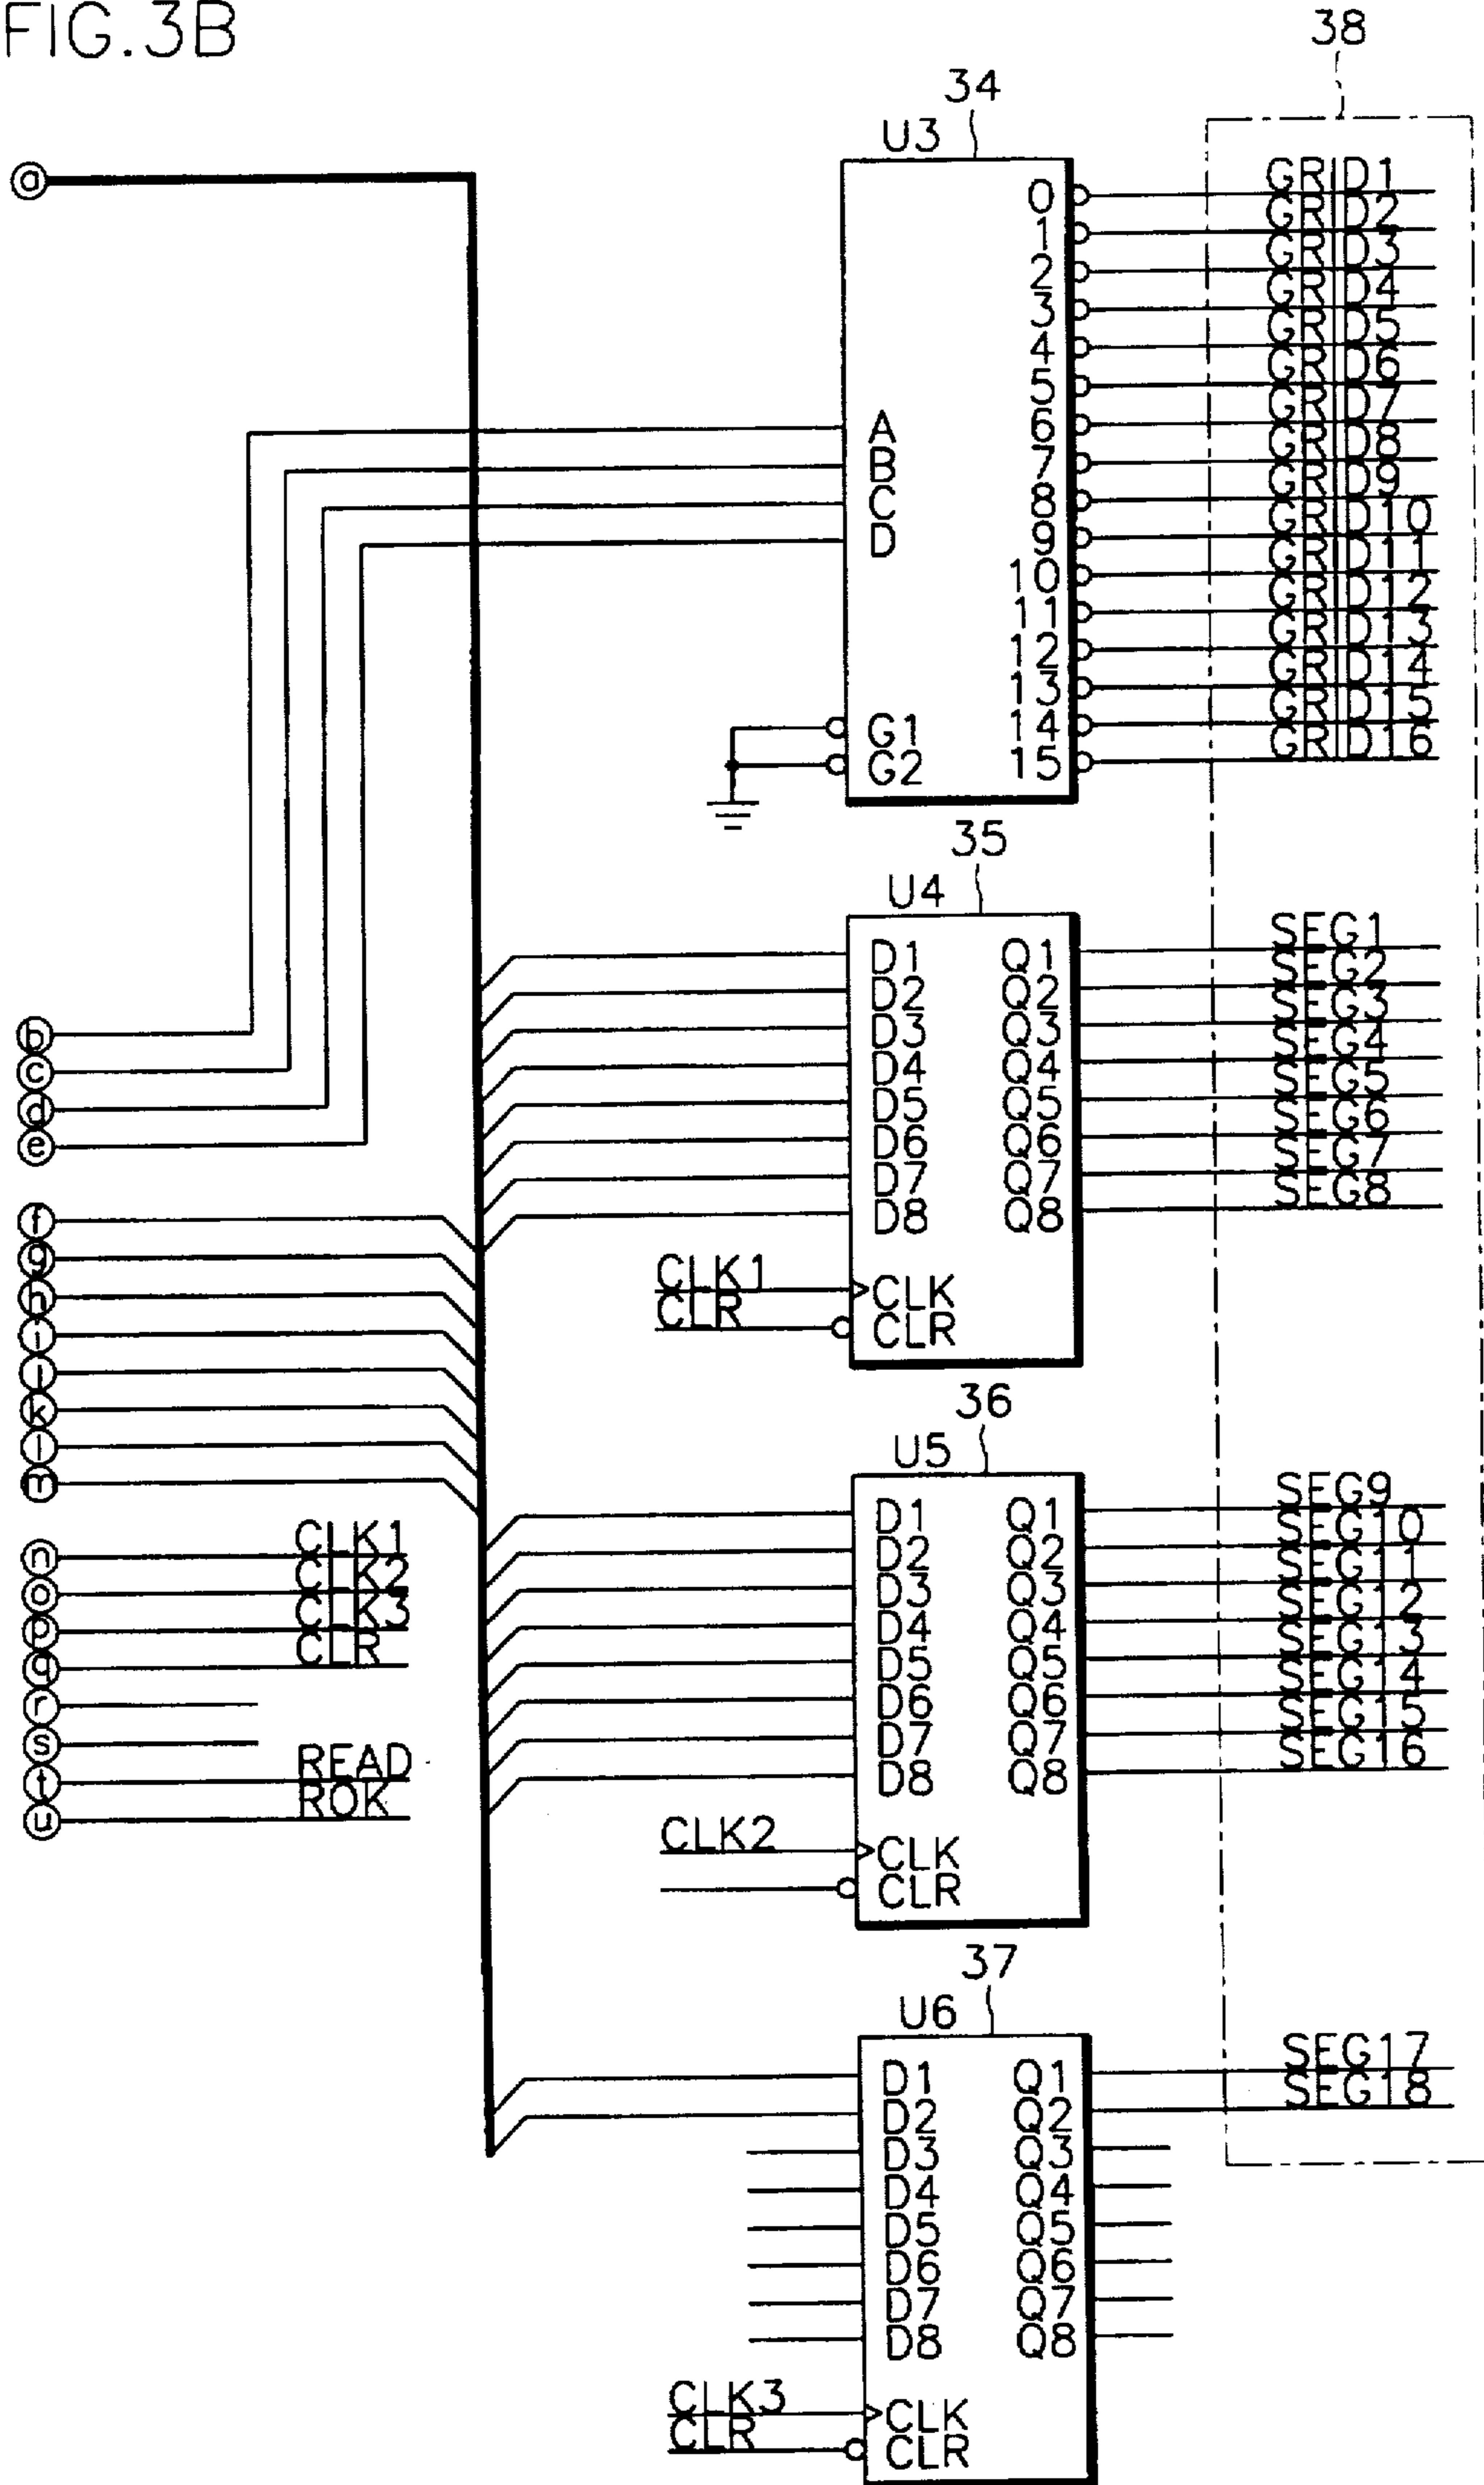 FIG.3B
38
34
U3
a
0 GRID1
1 GRID2
2 GRID3
3 GRID4
4 GRID5
5 GRID6
A 6 GRID7
B 7 GRID8
C 8 GRID9
D 9 GRID10
10 GRID11
11 GRID12
12 GRID13
13 GRID14
G1 14 GRID15
G2 15 GRID16
35
U4
D1 Q1 SEG1
D2 Q2 SEG2
b D3 Q3 SEG3
c D4 Q4 SEG4
d D5 Q5 SEG5
e D6 Q6 SEG6
D7 Q7 SEG7
f D8 Q8 SEG8
g
h CLK1 CLK
i CLR CLR
j
k
36
l U5
m D1 Q1 SEG9
n CLK1 D2 Q2 SEG10
o CLK2 D3 Q3 SEG11
p CLK3 D4 Q4 SEG12
q CLR D5 Q5 SEG13
r D6 Q6 SEG14
s D7 Q7 SEG15
t READ D8 Q8 SEG16
u ROK
CLK2 CLK
CLR
37
U6
D1 Q1 SEG17
D2 Q2 SEG18
D3 Q3
D4 Q4
D5 Q5
D6 Q6
D7 Q7
D8 Q8
CLK3 CLK
CLR CLR